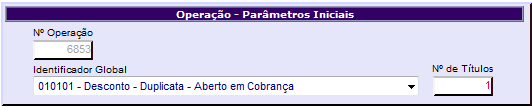 Operação - Parâmetros Iniciais
Nº Operação
6853
Identificador Global
Nº de Títulos
010101 - Desconto - Duplicata - Aberto em Cobrança
1